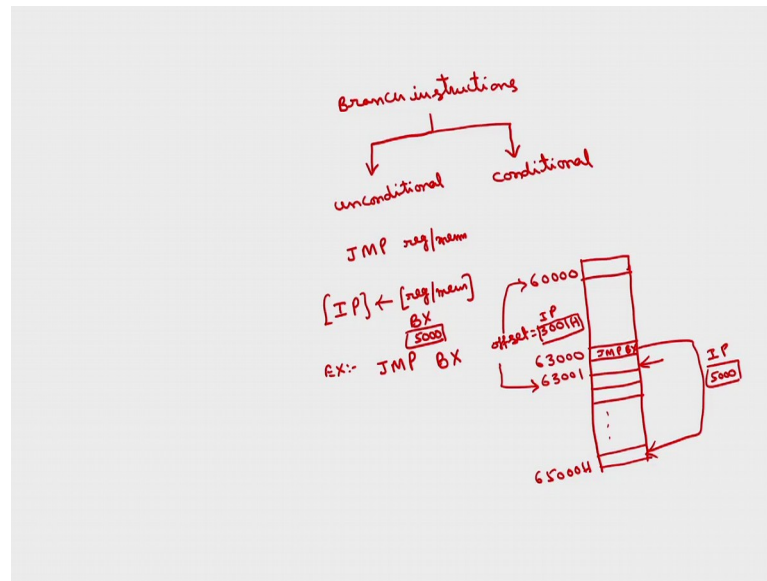 Branch instructions
unconditional
conditional
JMP reg/mem
[IP] ← [reg/mem]
BX
5000
EX:- JMP BX
60000
IP
offset = 3001H
63000 JMP BX
63001
IP
5000
65000H